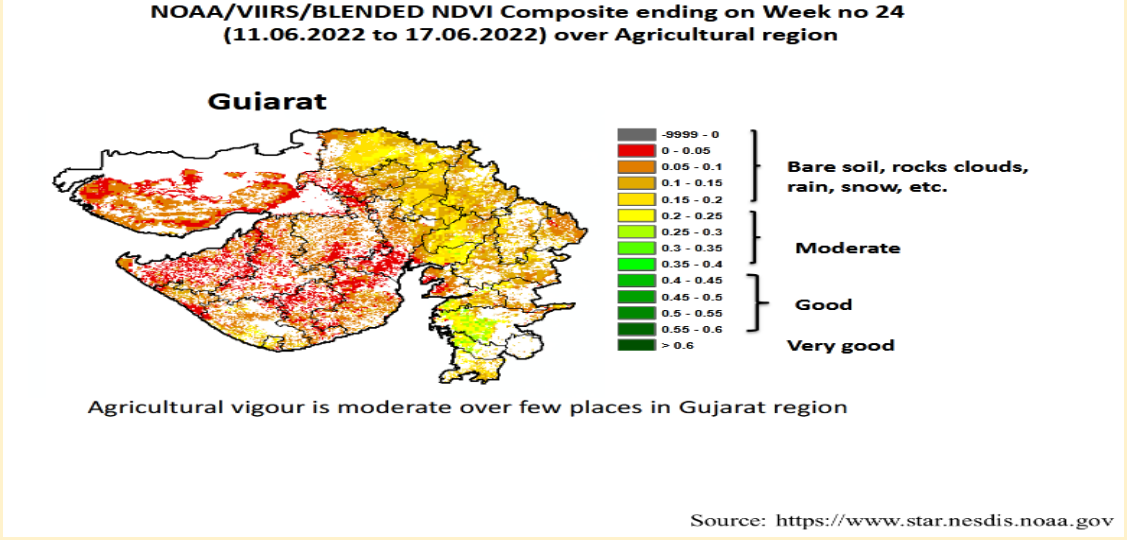 NOAA/VIIRS/BLENDED NDVI Composite ending on Week no 24
(11.06.2022 to 17.06.2022) over Agricultural region
Gujarat
-9999 - 0
0 - 0.05
0.05 - 0.1
0.1 - 0.15
0.15 - 0.2
0.2 - 0.25
0.25 - 0.3
0.3 - 0.35
0.35 - 0.4
0.4 - 0.45
0.45 - 0.5
0.5 - 0.55
0.55 - 0.6
> 0.6
Bare soil, rocks clouds,
rain, snow, etc.
Moderate
Good
Very good
Agricultural vigour is moderate over few places in Gujarat region
Source: https://www.star.nesdis.noaa.gov